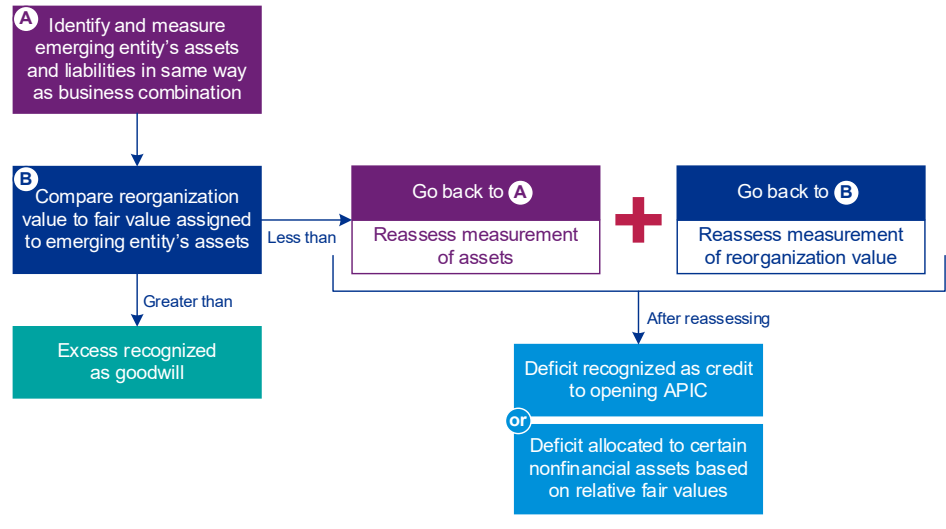 A
Identify and measure
emerging entity's assets
and liabilities in same way
as business combination
B
Compare reorganization
value to fair value assigned
to emerging entity's assets
Less than
Go back to A
Reassess measurement
of assets
Go back to B
Reassess measurement
of reorganization value
Greater than
Excess recognized
as goodwill
After reassessing
Deficit recognized as credit
to opening APIC
or
Deficit allocated to certain
nonfinancial assets based
on relative fair values